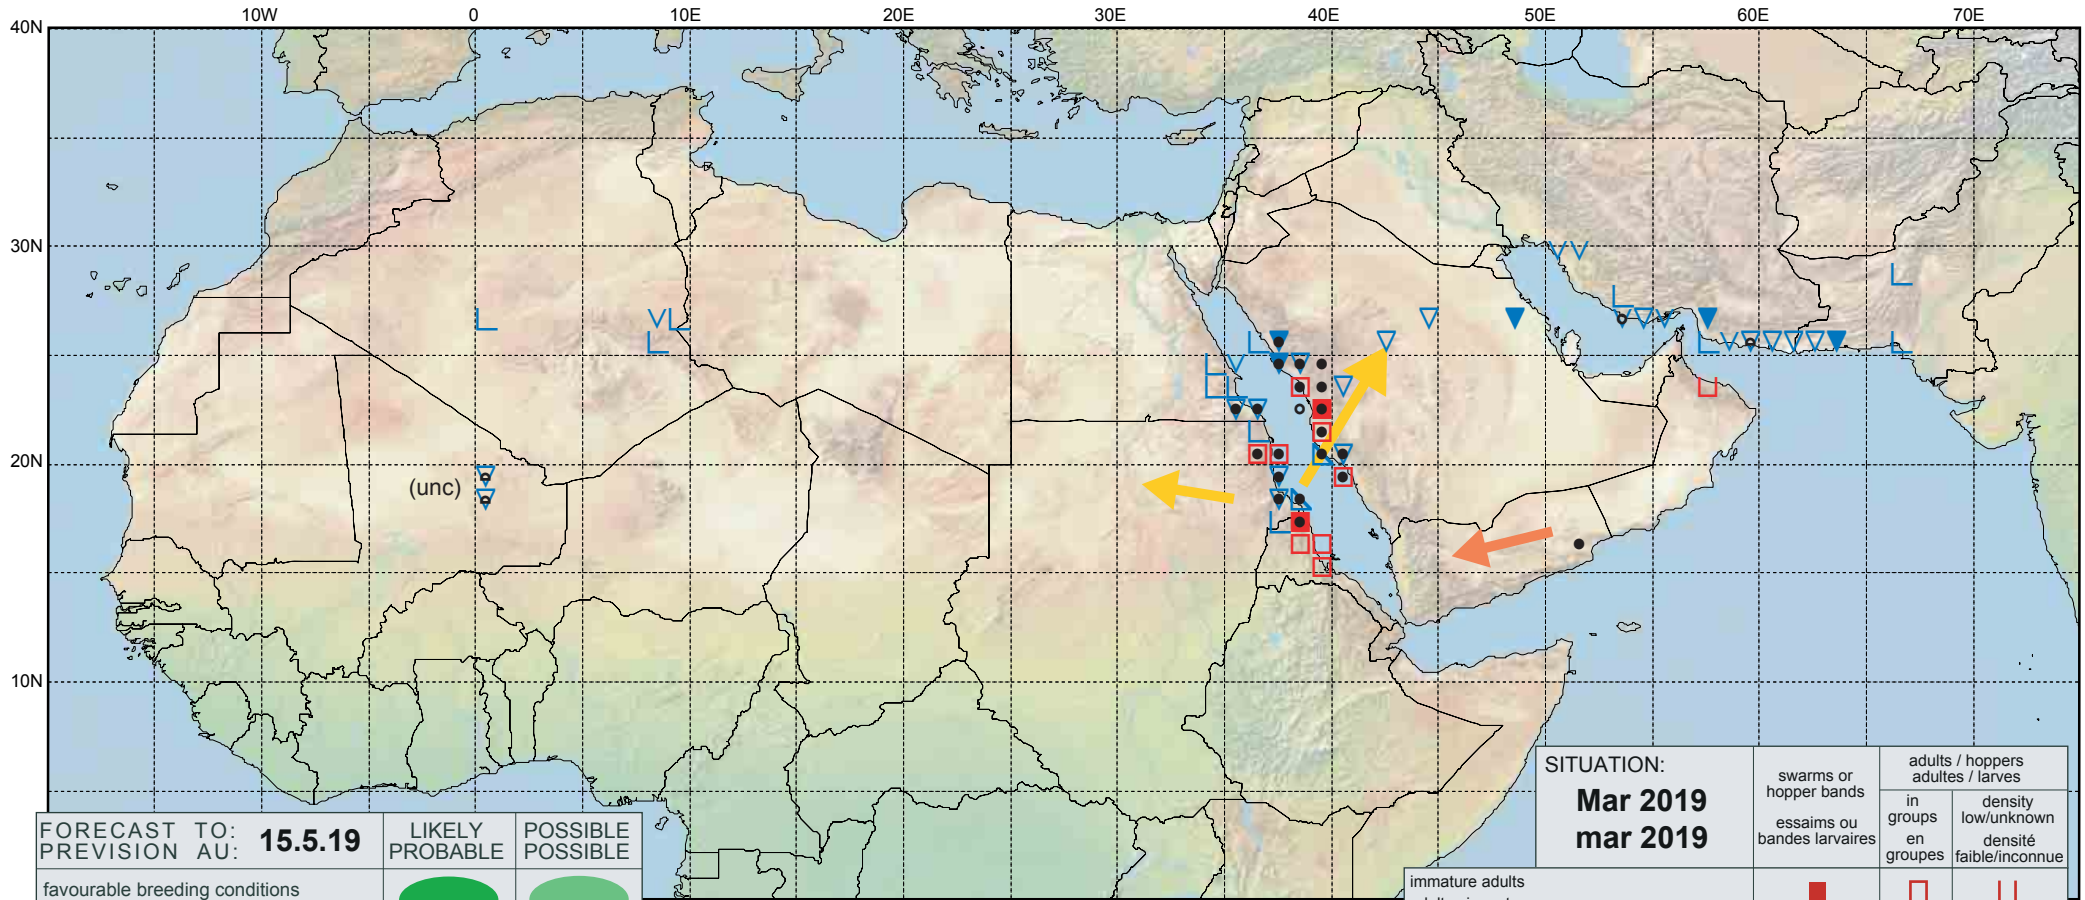 10W 0 10E 20E 30E 40E 50E 60E 70E
40N
30N
20N
10N
(unc)
FORECAST TO: 15.5.19
PREVISION AU:
LIKELY
PROBABLE
POSSIBLE
POSSIBLE
favourable breeding conditions
SITUATION:
Mar 2019
mar 2019
swarms or
hopper bands
essaims ou
bandes larvaires
adults / hoppers
adultes / larves
in
groups
en
groupes
density
low/unknown
densité
faible/inconnue
immature adults